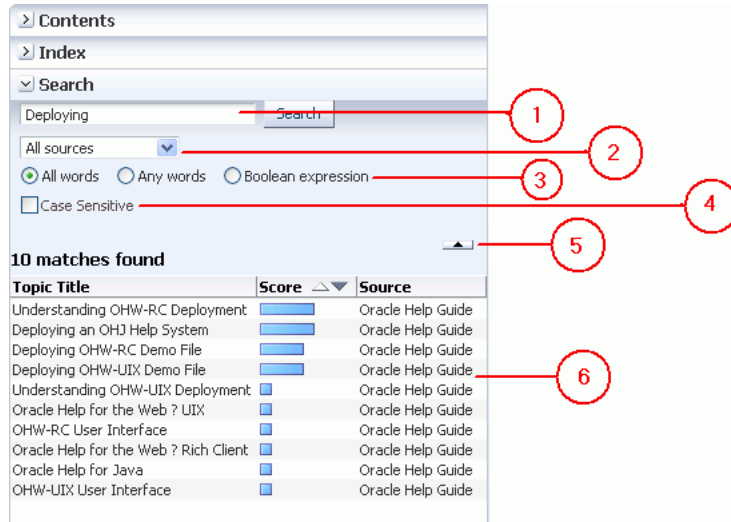 Contents
Index
Search
Deploying Search
1
All sources
2
All words Any words Boolean expression
3
Case Sensitive
4
5
10 matches found
Topic Title Score Source
Understanding OHW-RC Deployment Oracle Help Guide
Deploying an OHJ Help System Oracle Help Guide
Deploying OHW-RC Demo File Oracle Help Guide
Deploying OHW-UIX Demo File Oracle Help Guide
6
Understanding OHW-UIX Deployment Oracle Help Guide
Oracle Help for the Web ? UIX Oracle Help Guide
OHW-RC User Interface Oracle Help Guide
Oracle Help for the Web ? Rich Client Oracle Help Guide
Oracle Help for Java Oracle Help Guide
OHW-UIX User Interface Oracle Help Guide